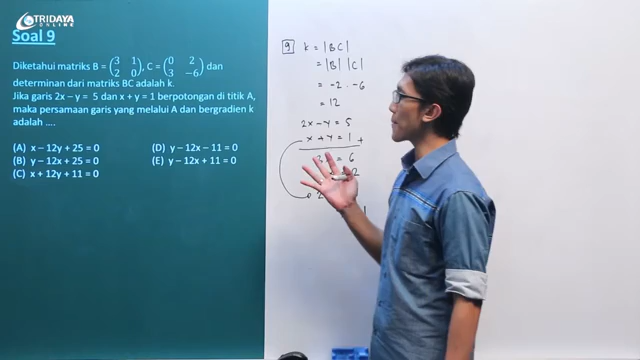 TRIDAYA
ONLINE
Soal 9
Diketahui matriks B = (3 1 2 0), C = (0 2 3 −6) dan
determinan dari matriks BC adalah k.
Jika garis 2x – y = 5 dan x + y = 1 berpotongan di titik A,
maka persamaan garis yang melalui A dan bergradien k
adalah ....
(A) x – 12y + 25 = 0
(B) y – 12x + 25 = 0
(C) x + 12y + 11 = 0
(D) y – 12x – 11 = 0
(E) y – 12x + 11 = 0
9 k = |BC|
= |B| |C|
= -2 . -6
= 12
2x - y = 5
x + y = 1 +
= 6